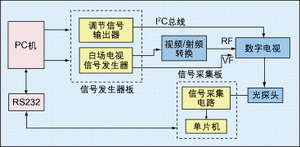 调节信号
输出器
I²C总线
PC机
白场电视
信号发生器
视频/射频
转换
RF
VF
数字电视
信号发生器板
信号采集板
RS232
信号采集
电路
光探头
单片机